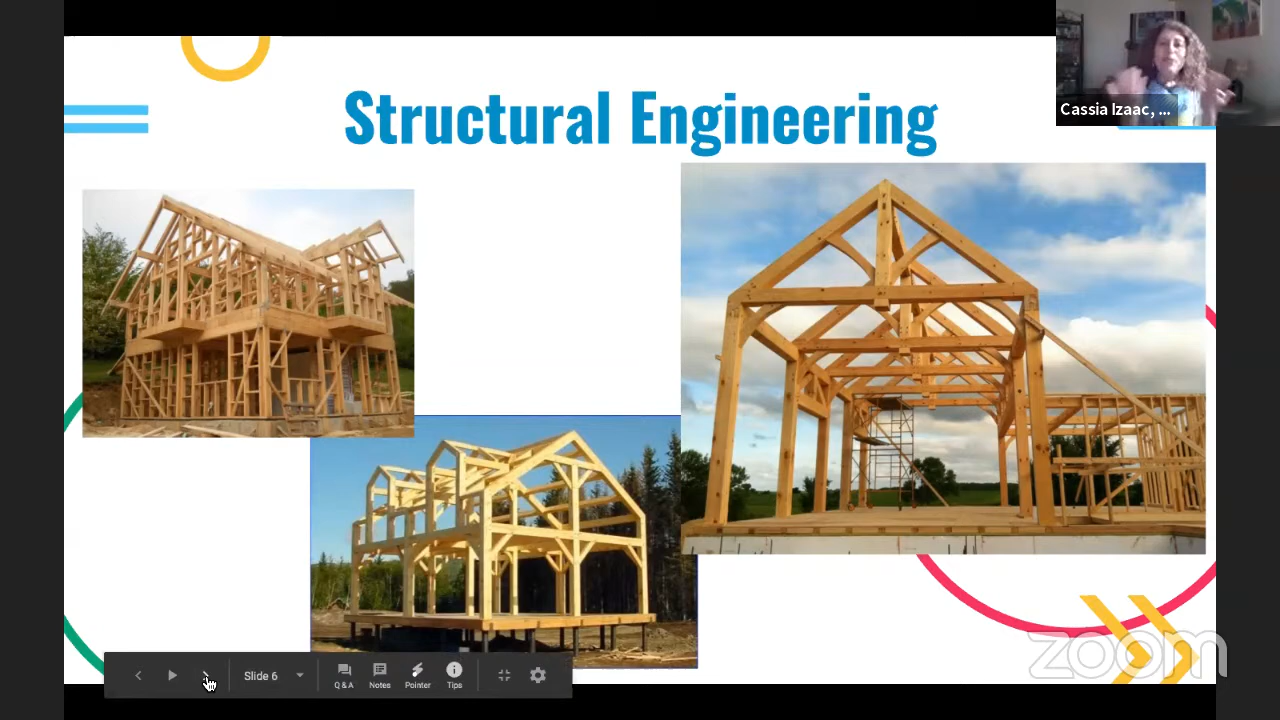 Structural Engineering
Cassia Izaac, ...
Slide 6
Q & A
Notes
Pointer
Tips
zoom